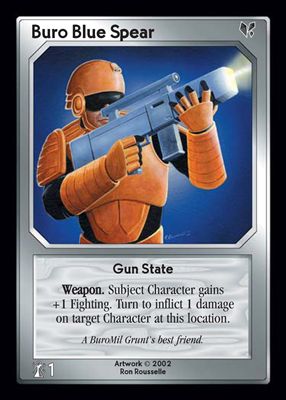 Buro Blue Spear
Gun State
Weapon. Subject Character gains
+1 Fighting. Turn to inflict 1 damage
on target Character at this location.
A BuroMil Grunt's best friend.
Artwork © 2002
Ron Rousselle
1